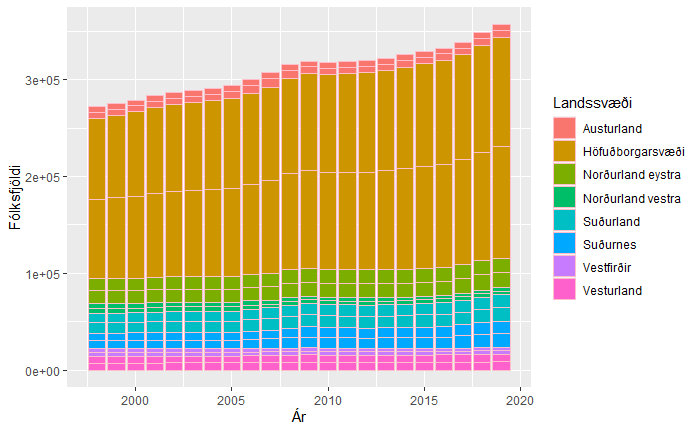 Fólksfjöldi
3e+05
2e+05
1e+05
0e+00
2000
2005
2010
2015
2020
Ár
Landssvæði
Austurland
Höfuðborgarsvæði
Norðurland eystra
Norðurland vestra
Suðurland
Suðurnes
Vestfirðir
Vesturland